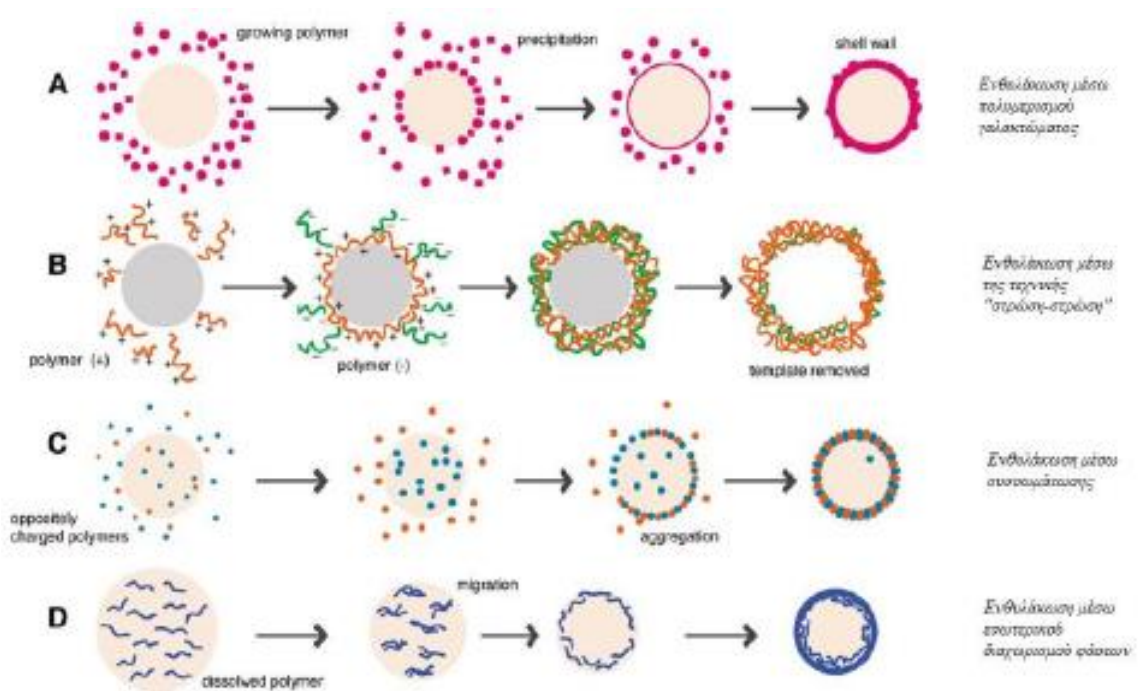 growing polymer
precipitation
shell wall
A
Ενθυλάκωση μέσω
πολυμερισμού
γαλακτώματος
+ + + + + + + + +
B
polymer (+)
polymer (-)
template removed
Ενθυλάκωση μέσω
της τεχνικής
"στρώση-στρώση"
C
oppositely
charged polymers
aggregation
Ενθυλάκωση μέσω
συσσωμάτωσης
D
migration
dissolved polymer
Ενθυλάκωση μέσω
εσωτερικού
διαχωρισμού φάσεων